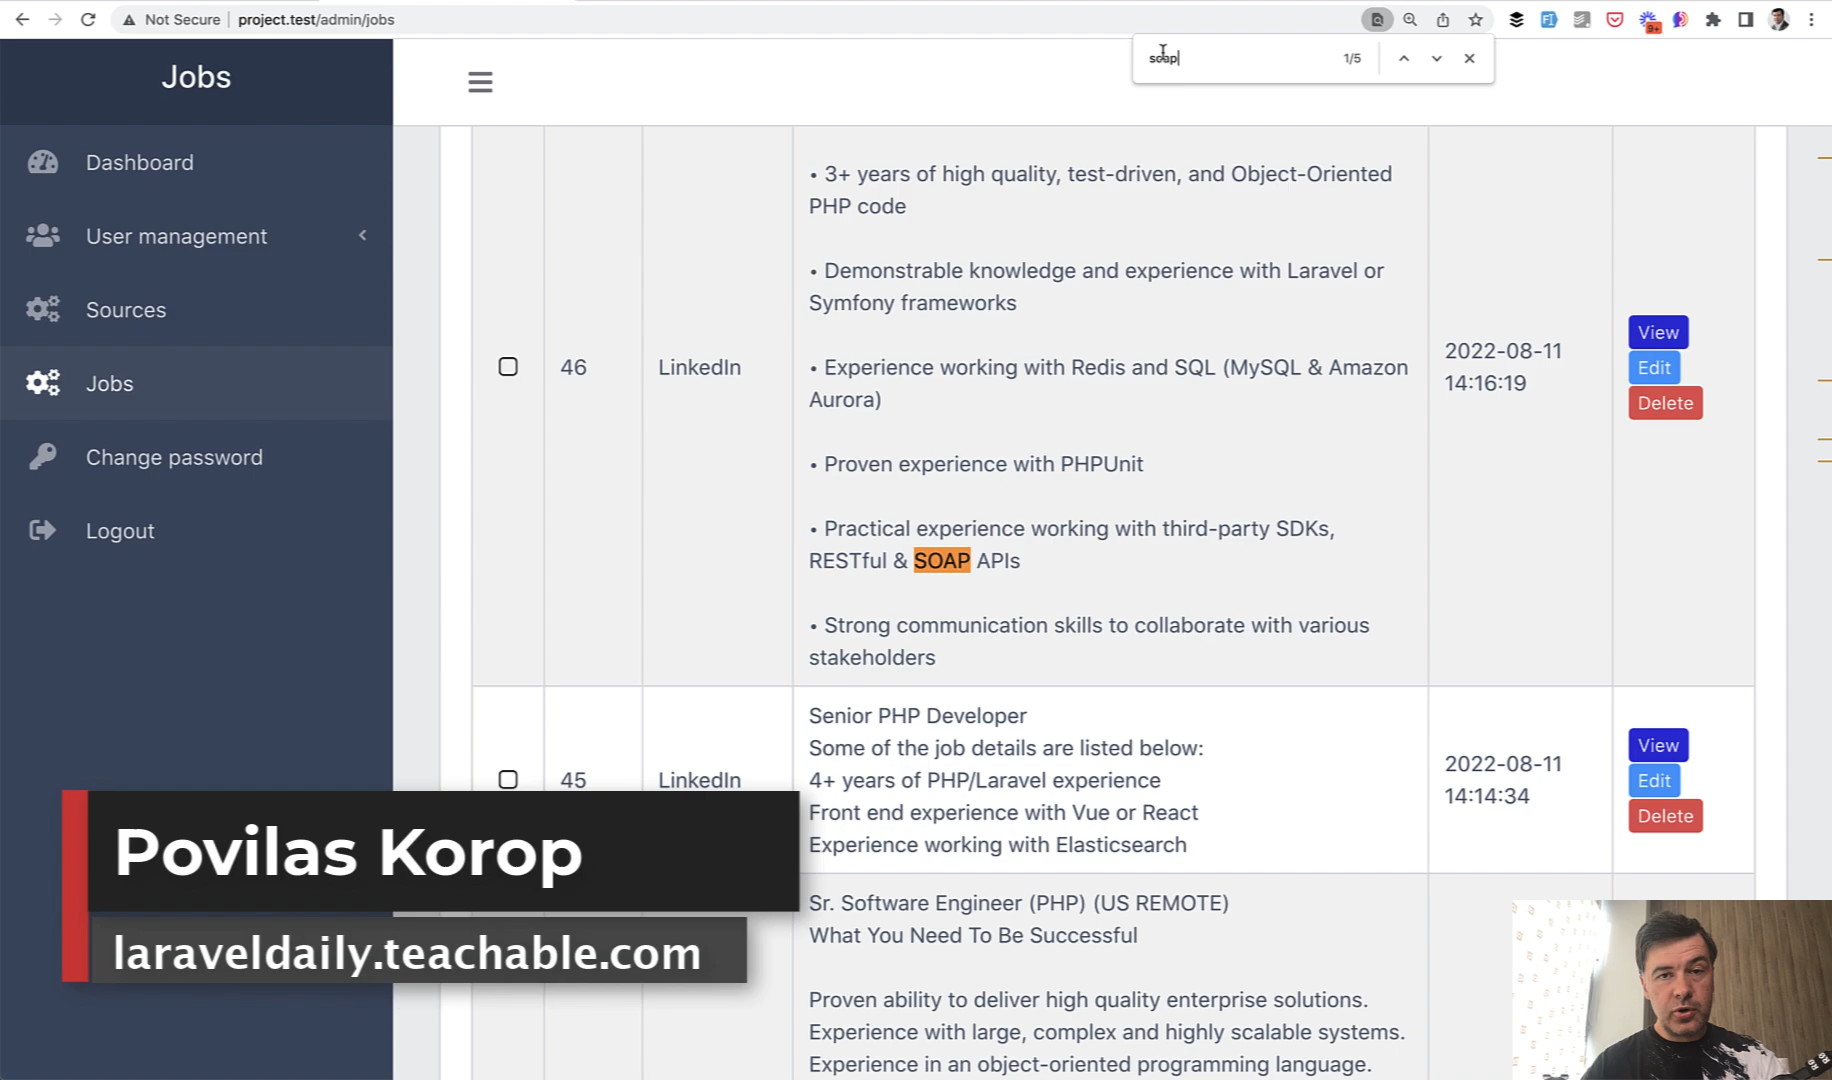 Not Secure
project.test/admin/jobs
9+
soap
1/5
Jobs
Dashboard
User management
Sources
Jobs
Change password
Logout
• 3+ years of high quality, test-driven, and Object-Oriented
PHP code
• Demonstrable knowledge and experience with Laravel or
Symfony frameworks
• Experience working with Redis and SQL (MySQL & Amazon
Aurora)
• Proven experience with PHPUnit
• Practical experience working with third-party SDKs,
RESTful & SOAP APIs
• Strong communication skills to collaborate with various
stakeholders
46
LinkedIn
2022-08-11
14:16:19
View
Edit
Delete
45
LinkedIn
Senior PHP Developer
Some of the job details are listed below:
4+ years of PHP/Laravel experience
Front end experience with Vue or React
Experience working with Elasticsearch
2022-08-11
14:14:34
View
Edit
Delete
Sr. Software Engineer (PHP) (US REMOTE)
What You Need To Be Successful
Proven ability to deliver high quality enterprise solutions.
Experience with large, complex and highly scalable systems.
Experience in an object-oriented programming language.
Povilas Korop
laraveldaily.teachable.com